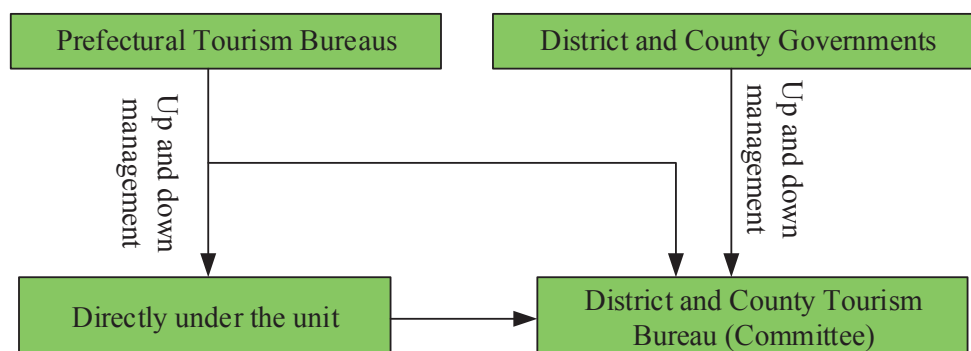 Prefectural Tourism Bureaus
District and County Governments
Up and down
management
Up and down
management
Directly under the unit
District and County Tourism
Bureau (Committee)